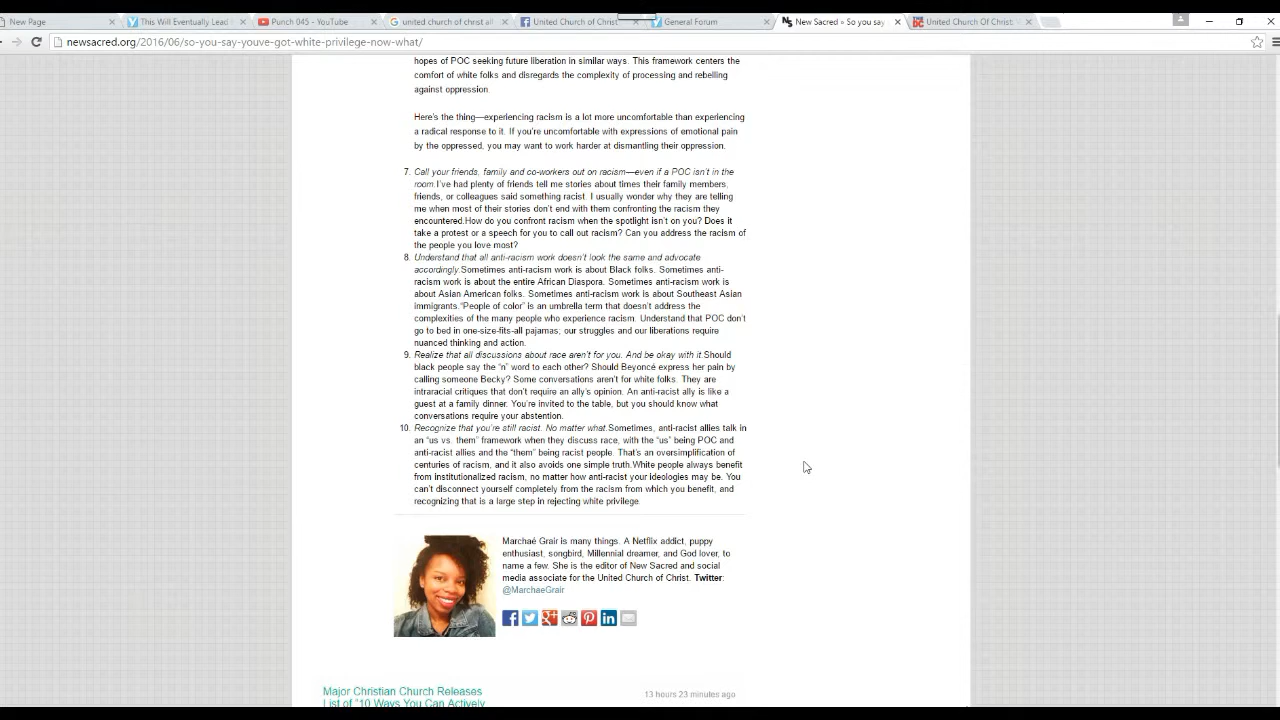 New Page
This Will Eventually Lead
Punch 045 - YouTube
united church of christ all
United Church of Christ
General Forum
New Sacred » So you say
United Church Of Christ:
newsacred.org/2016/06/so-you-say-youve-got-white-privilege-now-what/
hopes of POC seeking future liberation in similar ways. This framework centers the
comfort of white folks and disregards the complexity of processing and rebelling
against oppression.
Here's the thing—experiencing racism is a lot more uncomfortable than experiencing
a radical response to it. If you're uncomfortable with expressions of emotional pain
by the oppressed, you may want to work harder at dismantling their oppression.
7. Call your friends, family and co-workers out on racism—even if a POC isn't in the
room.I've had plenty of friends tell me stories about times their family members,
friends, or colleagues said something racist. I usually wonder why they are telling
me when most of their stories don't end with them confronting the racism they
encountered.How do you confront racism when the spotlight isn't on you? Does it
take a protest or a speech for you to call out racism? Can you address the racism of
the people you love most?
8. Understand that all anti-racism work doesn't look the same and advocate
accordingly.Sometimes anti-racism work is about Black folks. Sometimes anti-
racism work is about the entire African Diaspora. Sometimes anti-racism work is
about Asian American folks. Sometimes anti-racism work is about Southeast Asian
immigrants."People of color" is an umbrella term that doesn't address the
complexities of the many people who experience racism. Understand that POC don't
go to bed in one-size-fits-all pajamas; our struggles and our liberations require
nuanced thinking and action.
9. Realize that all discussions about race aren't for you. And be okay with it.Should
black people say the "n" word to each other? Should Beyoncé express her pain by
calling someone Becky? Some conversations aren't for white folks. They are
intraracial critiques that don't require an ally's opinion. An anti-racist ally is like a
guest at a family dinner. You're invited to the table, but you should know what
conversations require your abstention.
10. Recognize that you're still racist. No matter what.Sometimes, anti-racist allies talk in
an "us vs. them" framework when they discuss race, with the "us" being POC and
anti-racist allies and the "them" being racist people. That's an oversimplification of
centuries of racism, and it also avoids one simple truth.White people always benefit
from institutionalized racism, no matter how anti-racist your ideologies may be. You
can't disconnect yourself completely from the racism from which you benefit, and
recognizing that is a large step in rejecting white privilege.
Marchaé Grair is many things. A Netflix addict, puppy
enthusiast, songbird, Millennial dreamer, and God lover, to
name a few. She is the editor of New Sacred and social
media associate for the United Church of Christ. Twitter:
@MarchaeGrair
Major Christian Church Releases
13 hours 23 minutes ago
List of "10 Ways You Can Actively